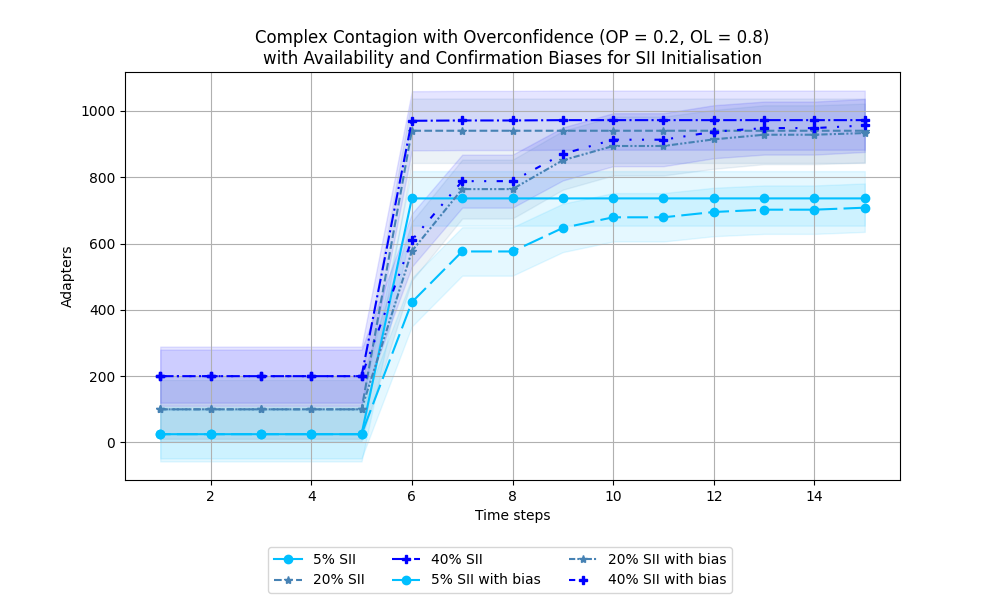 Complex Contagion with Overconfidence (OP = 0.2, OL = 0.8)
with Availability and Confirmation Biases for SII Initialisation
1000
800
600
400
200
0
Adapters
2 4 6 8 10 12 14
Time steps
5% SII 40% SII 20% SII with bias
20% SII 5% SII with bias 40% SII with bias